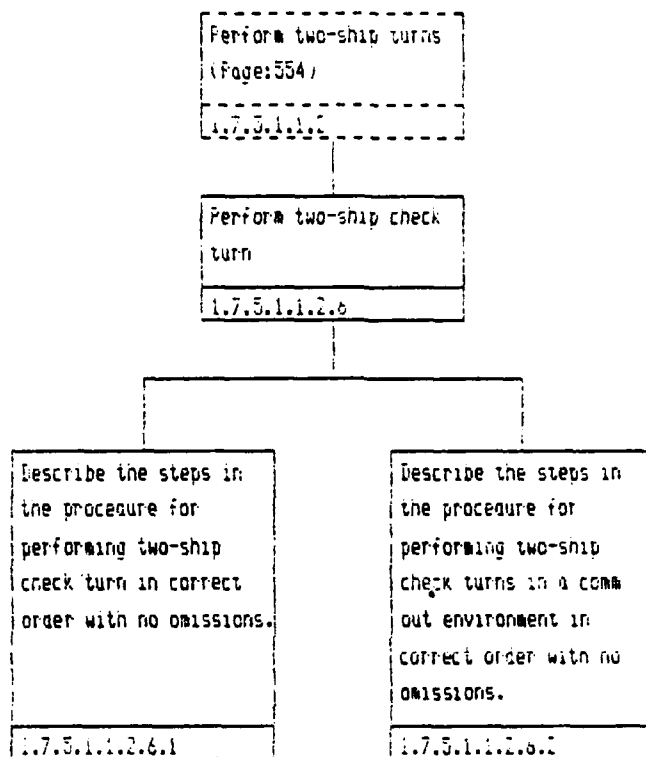 Perform two-ship turns
(Page:554)
1.7.5.1.1.2
Perform two-ship check
turn
1.7.5.1.1.2.6
Describe the steps in
the procedure for
performing two-ship
check turn in correct
order with no omissions.
1.7.5.1.1.2.6.1
Describe the steps in
the procedure for
performing two-ship
check turns in a comm
out environment in
correct order with no
omissions.
1.7.5.1.1.2.6.2